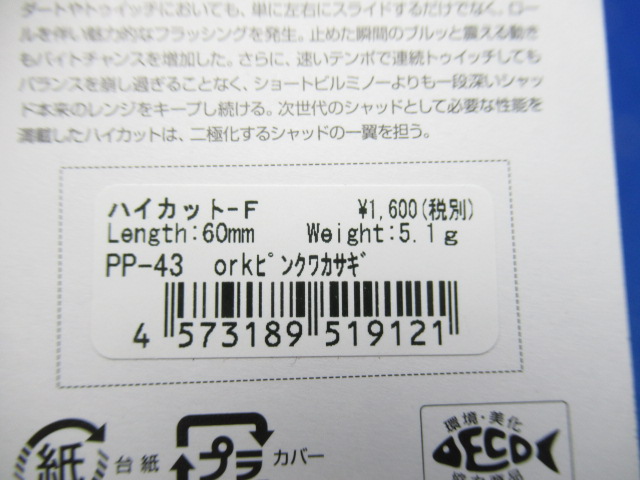 ダートやトゥイッチにおいても、単に左右にスライドするだけでなく。ロー
ルを伴い魅力的なフラッシングを発生。止めた瞬間のブルッと震える動き
もバイトチャンスを増加した。さらに、速いテンポで連続トゥイッチしても
バランスを崩し過ぎることなく、ショートビルミノーよりも一段深いシャッ
ド本来のレンジをキープし続ける。次世代のシャッドとして必要な性能を
満載したハイカットは、二極化するシャッドの一翼を担う。
ハイカット-F ¥1,600(税別)
Length:60mm Weight:5.1g
PP-43 orkピンクワカサギ
4 573189 519121
紙 台紙 プラ カバー
環境・美化
DECO